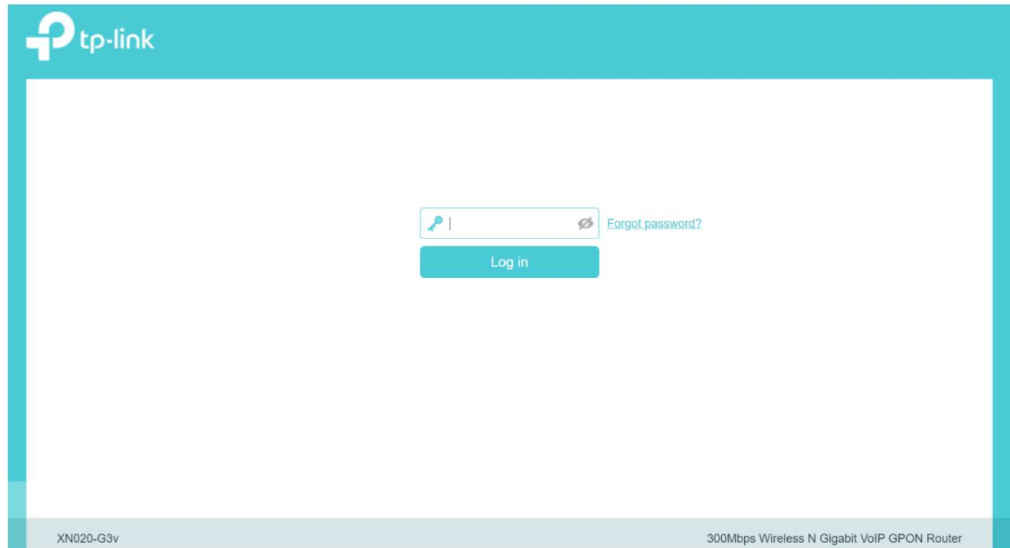 tp-link
Forgot password?
Log in
XN020-G3v
300Mbps Wireless N Gigabit VoIP GPON Router